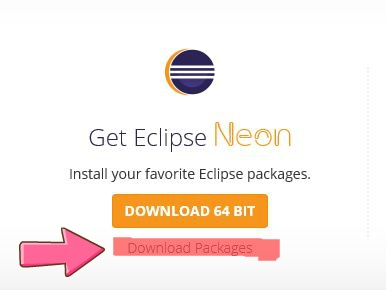 Get Eclipse Neon
Install your favorite Eclipse packages.
DOWNLOAD 64 BIT
Download Packages